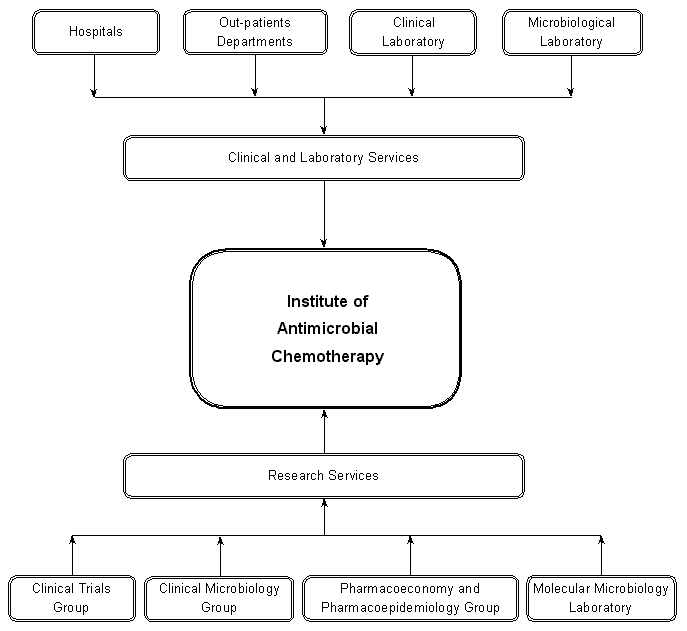 Hospitals
Out-patients
Departments
Clinical
Laboratory
Microbiological
Laboratory
Clinical and Laboratory Services
Institute of
Antimicrobial
Chemotherapy
Research Services
Clinical Trials
Group
Clinical Microbiology
Group
Pharmacoeconomy and
Pharmacoepidemiology Group
Molecular Microbiology
Laboratory